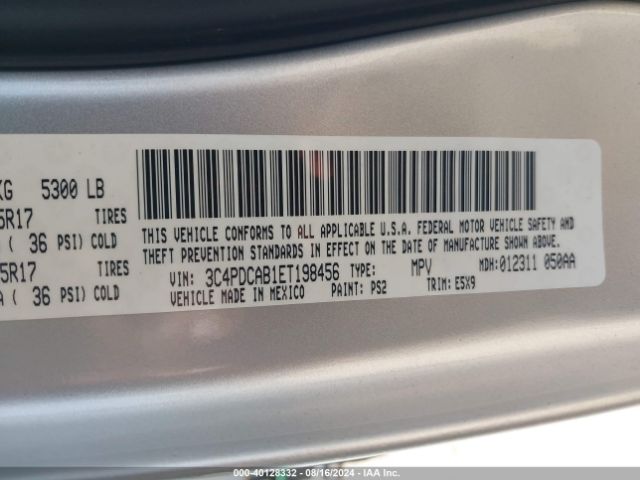 KG 5300 LB
5R17 TIRES
( 36 PSI) COLD
5R17 TIRES
A ( 36 PSI) COLD
THIS VEHICLE CONFORMS TO ALL APPLICABLE U.S.A. FEDERAL MOTOR VEHICLE SAFETY AND
THEFT PREVENTION STANDARDS IN EFFECT ON THE DATE OF MANUFACTURE SHOWN ABOVE.
VIN: 3C4PDCAB1ET198456 TYPE: MPV MDH:012311 050AA
VEHICLE MADE IN MEXICO PAINT: PS2 TRIM: E5X9
000-40128332 - 08/16/2024 - IAA Inc.